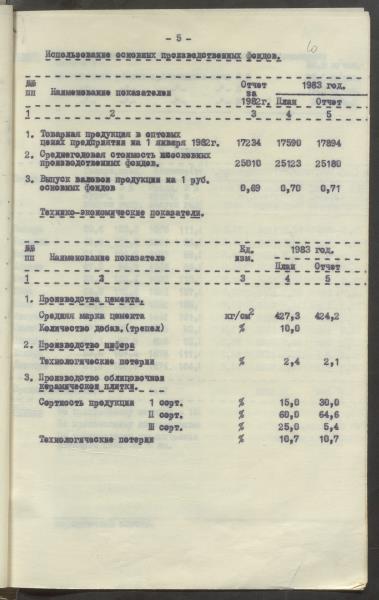 - 5 -
10
Использование основных производственных фондов.
№№ Отчет 1983 год.
пп Наименование показателей за
1982г. План Отчет
1 2 3 4 5
1. Товарная продукция в оптовых
ценах предприятия на 1 января 1982г. 17234 17590 17894
2. Среднегодовая стоимость основных
производственных фондов. 25010 25123 25180
3. Выпуск валовой продукции на 1 руб.
основных фондов 0,69 0,70 0,71
Технико-экономические показатели.
№№ Наименование показателе Ед. 1983 год.
пп изм.
План Отчет
1 2 3 4 5
1. Производства цемента.
Средняя марка цемента кг/см2 427,3 424,2
Количество добав.(трепел) % 10,0
2. Производство шифера
Технологические потери % 2,4 2,1
3. Производство облицовочной
керамической плитки.
Сортность продукции 1 сорт. % 15,0 30,0
II сорт. % 60,0 64,6
III сорт. % 25,0 5,4
Технологические потери % 10,7 10,7